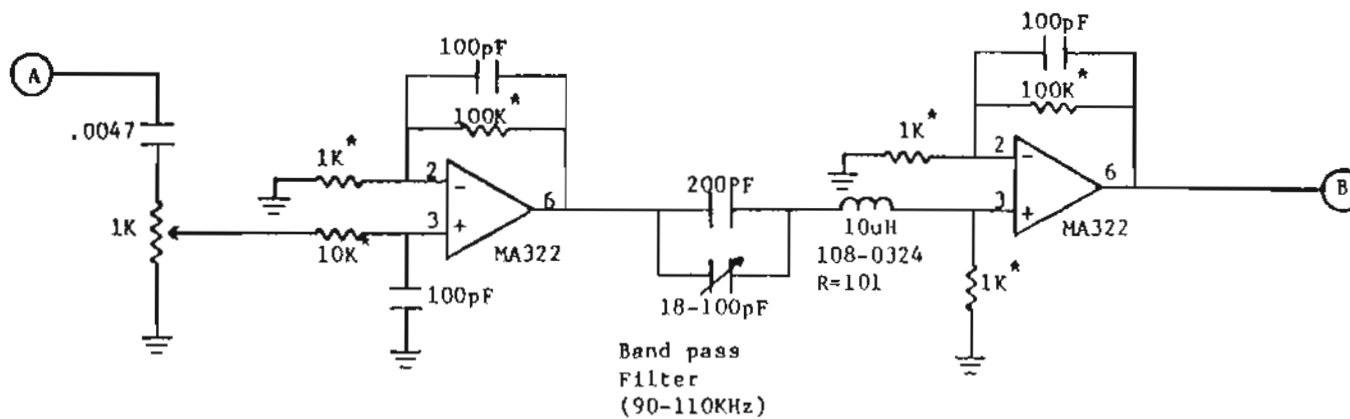 A
.0047
1K
1K*
10K*
100pF
100pF
100K*
2
3
6
-
+
MA322
200PF
18-100pF
Band pass
Filter
(90-110KHz)
10uH
108-0324
R=101
1K*
1K*
100pF
100K*
2
3
6
-
+
MA322
B